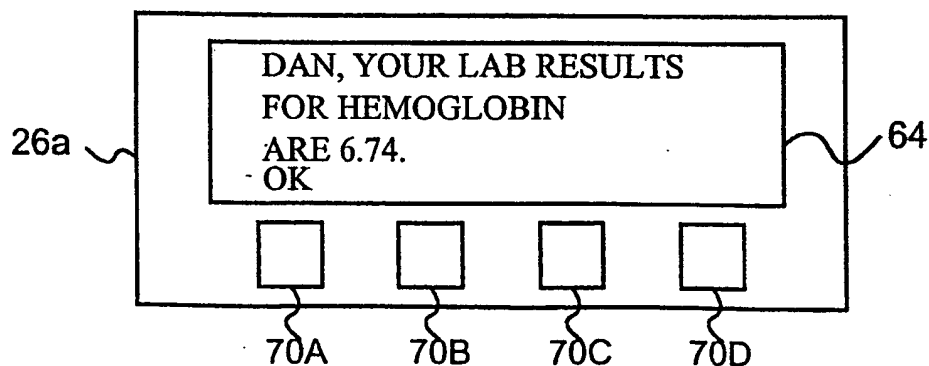 DAN, YOUR LAB RESULTS
FOR HEMOGLOBIN
ARE 6.74.
OK
26a
64
70A 70B 70C 70D